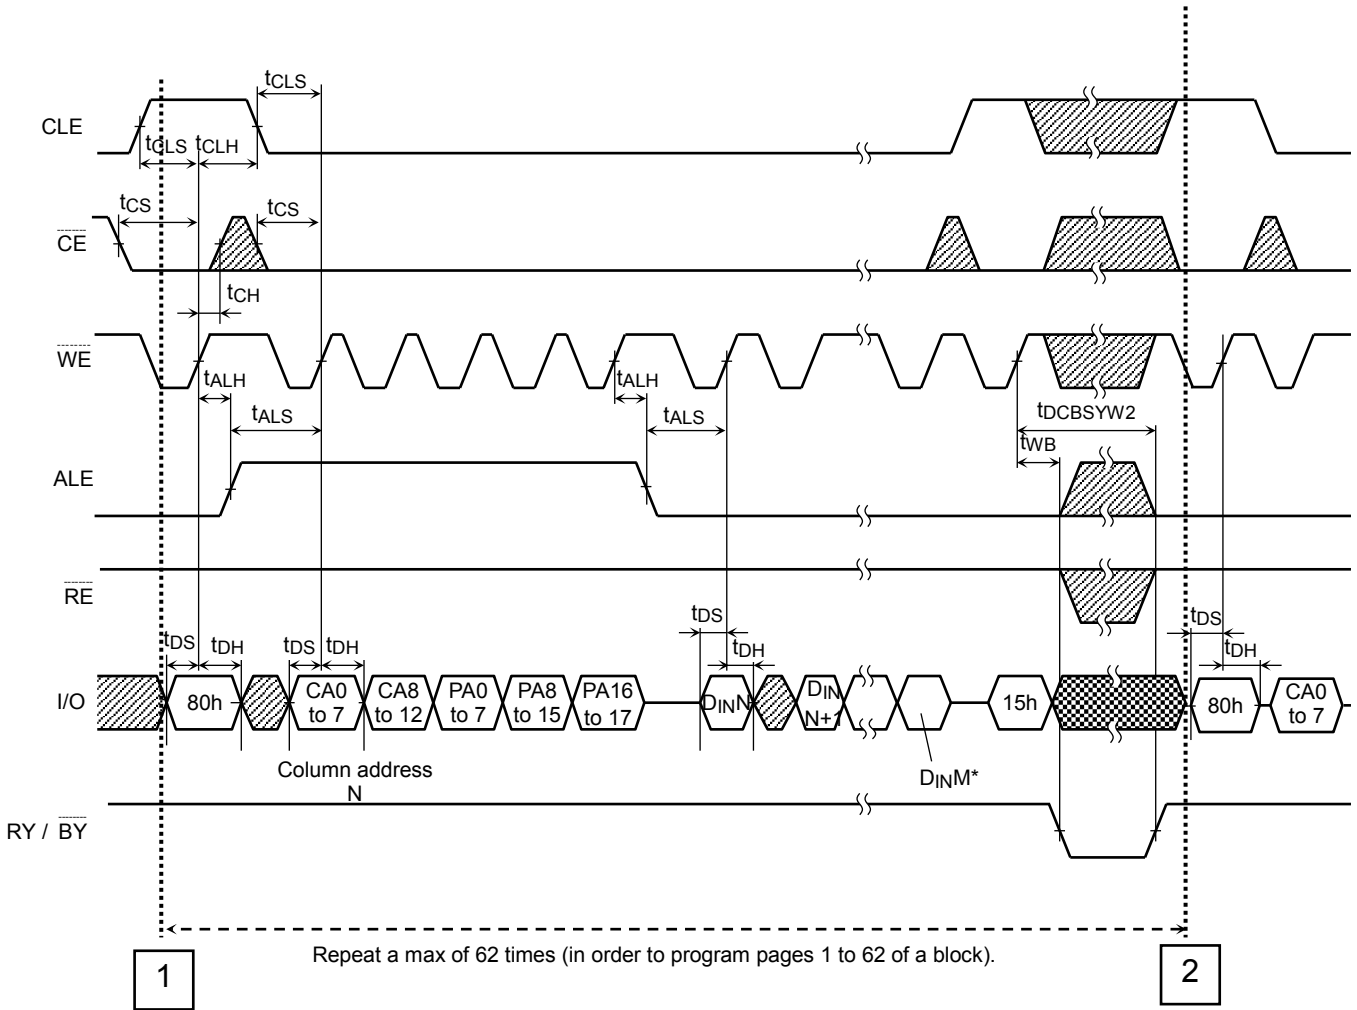 tCLS
CLE
tCLS tCLH
tCS tCS
CE
tCH
WE
tALH tALH
tALS tALS tDCBSYW2
tWB
ALE
RE
tDS tDH tDS tDH tDS tDH tDS tDH
I/O
80h
CA0 to 7
CA8 to 12
PA0 to 7
PA8 to 15
PA16 to 17
DINN
DIN N+1
15h
80h
CA0 to 7
Column address
N
DINM*
RY / BY
Repeat a max of 62 times (in order to program pages 1 to 62 of a block).
1
2